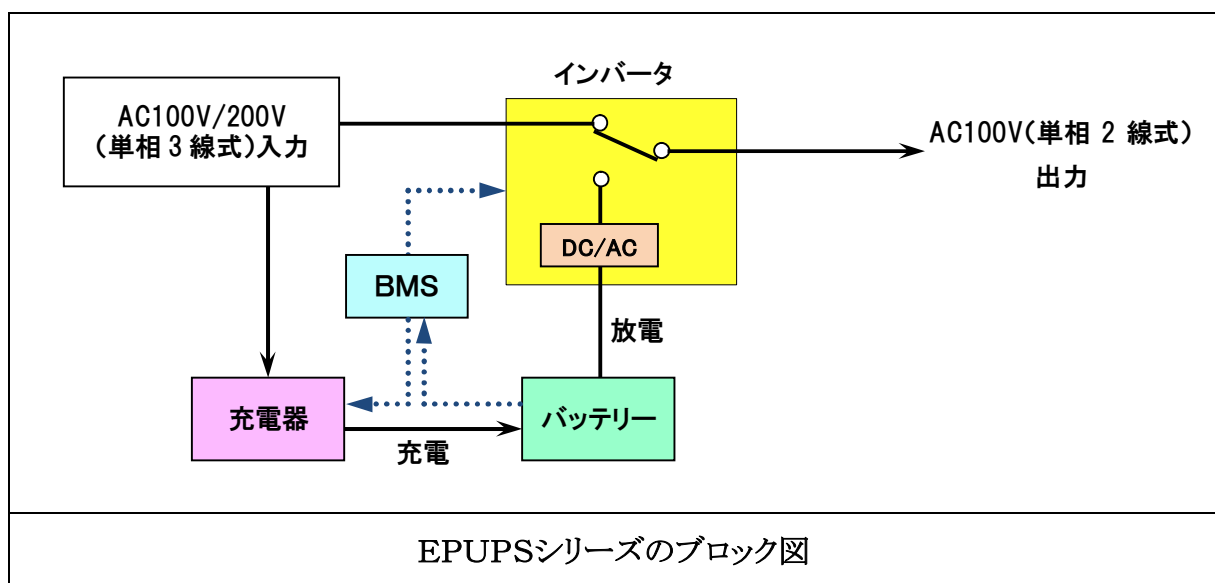 インバータ
AC100V/200V
（単相3線式）入力
AC100V（単相 2 線式）
出力
DC/AC
BMS
放電
充電器
バッテリー
充電
EPUPSシリーズのブロック図